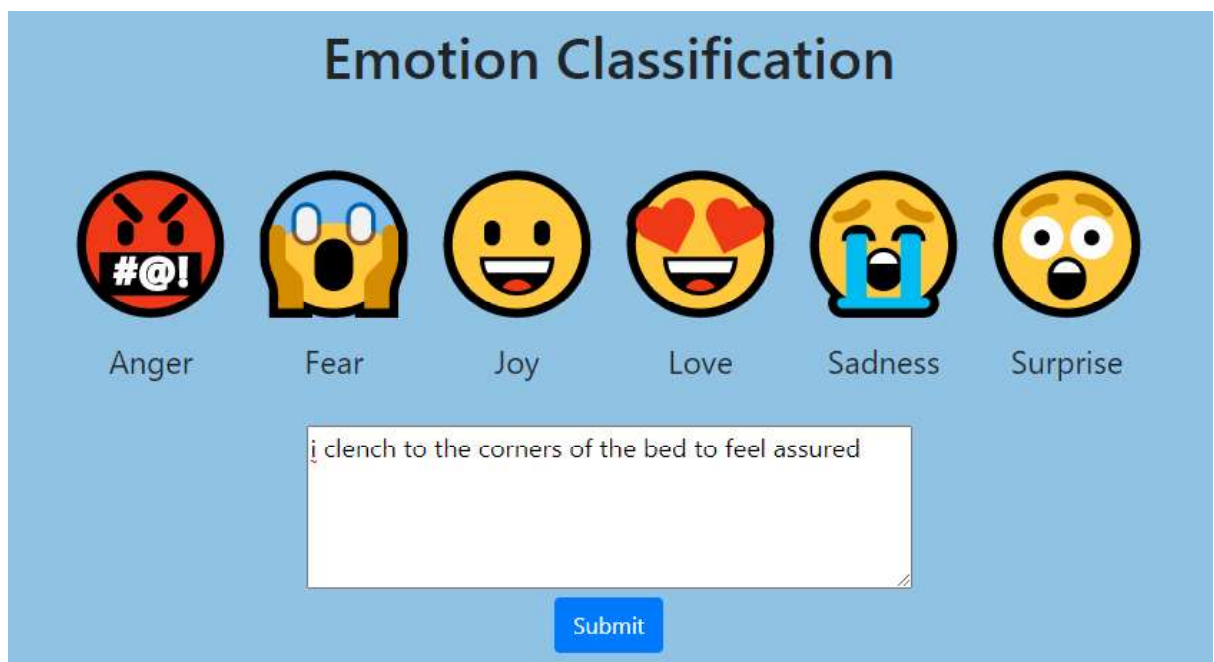 Emotion Classification
#@!
Anger Fear Joy Love Sadness Surprise
i clench to the corners of the bed to feel assured
Submit